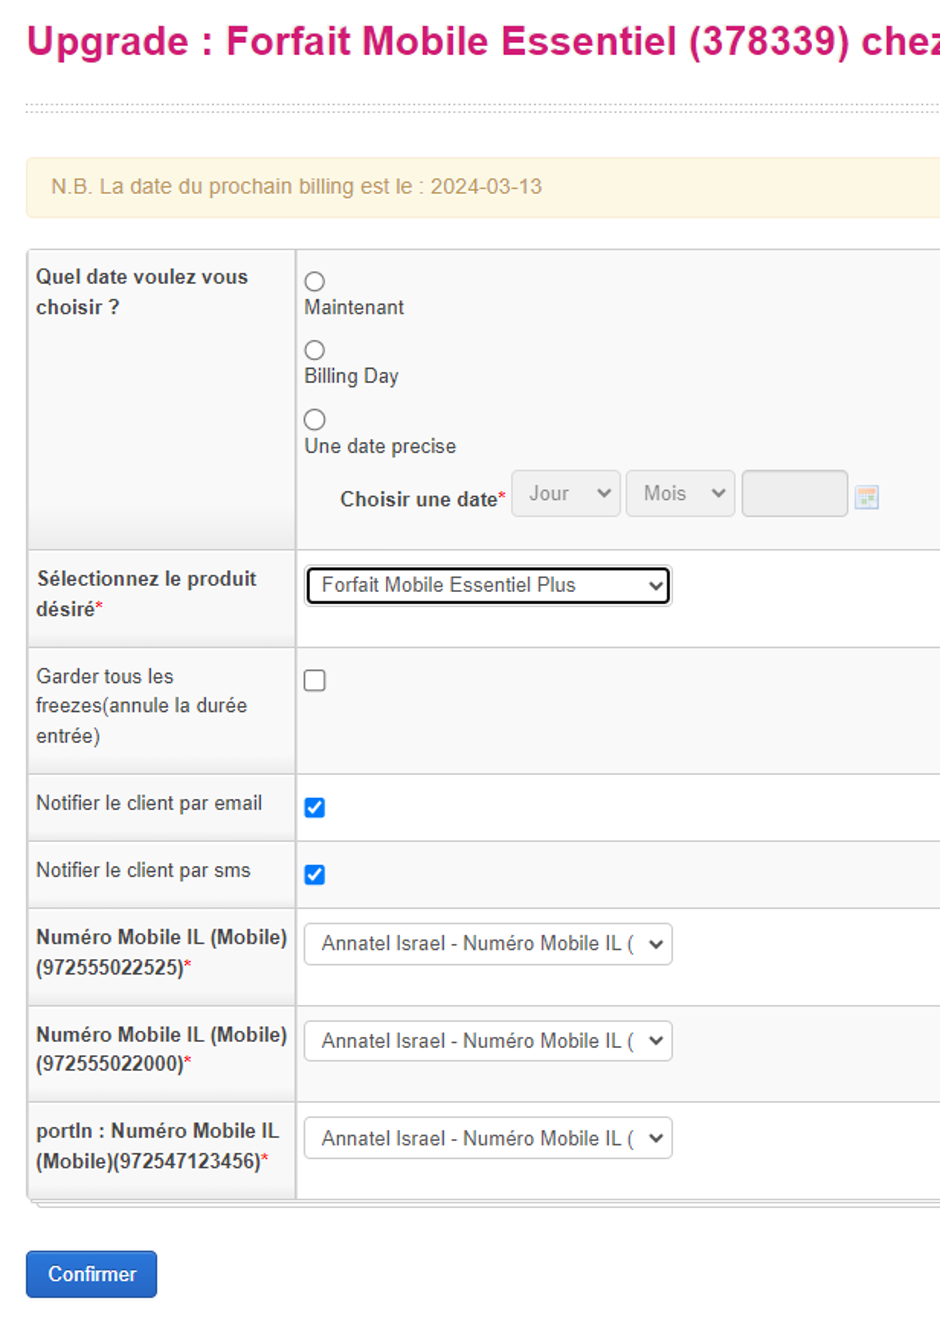 Upgrade : Forfait Mobile Essentiel (378339) chez
N.B. La date du prochain billing est le : 2024-03-13
Quel date voulez vous
choisir ?
Maintenant
Billing Day
Une date precise
Choisir une date* Jour Mois
Sélectionnez le produit
désiré*
Forfait Mobile Essentiel Plus
Garder tous les
freezes(annule la durée
entrée)
Notifier le client par email
Notifier le client par sms
Numéro Mobile IL (Mobile)
(972555022525)*
Annatel Israel - Numéro Mobile IL (
Numéro Mobile IL (Mobile)
(972555022000)*
Annatel Israel - Numéro Mobile IL (
portIn : Numéro Mobile IL
(Mobile)(972547123456)*
Annatel Israel - Numéro Mobile IL (
Confirmer